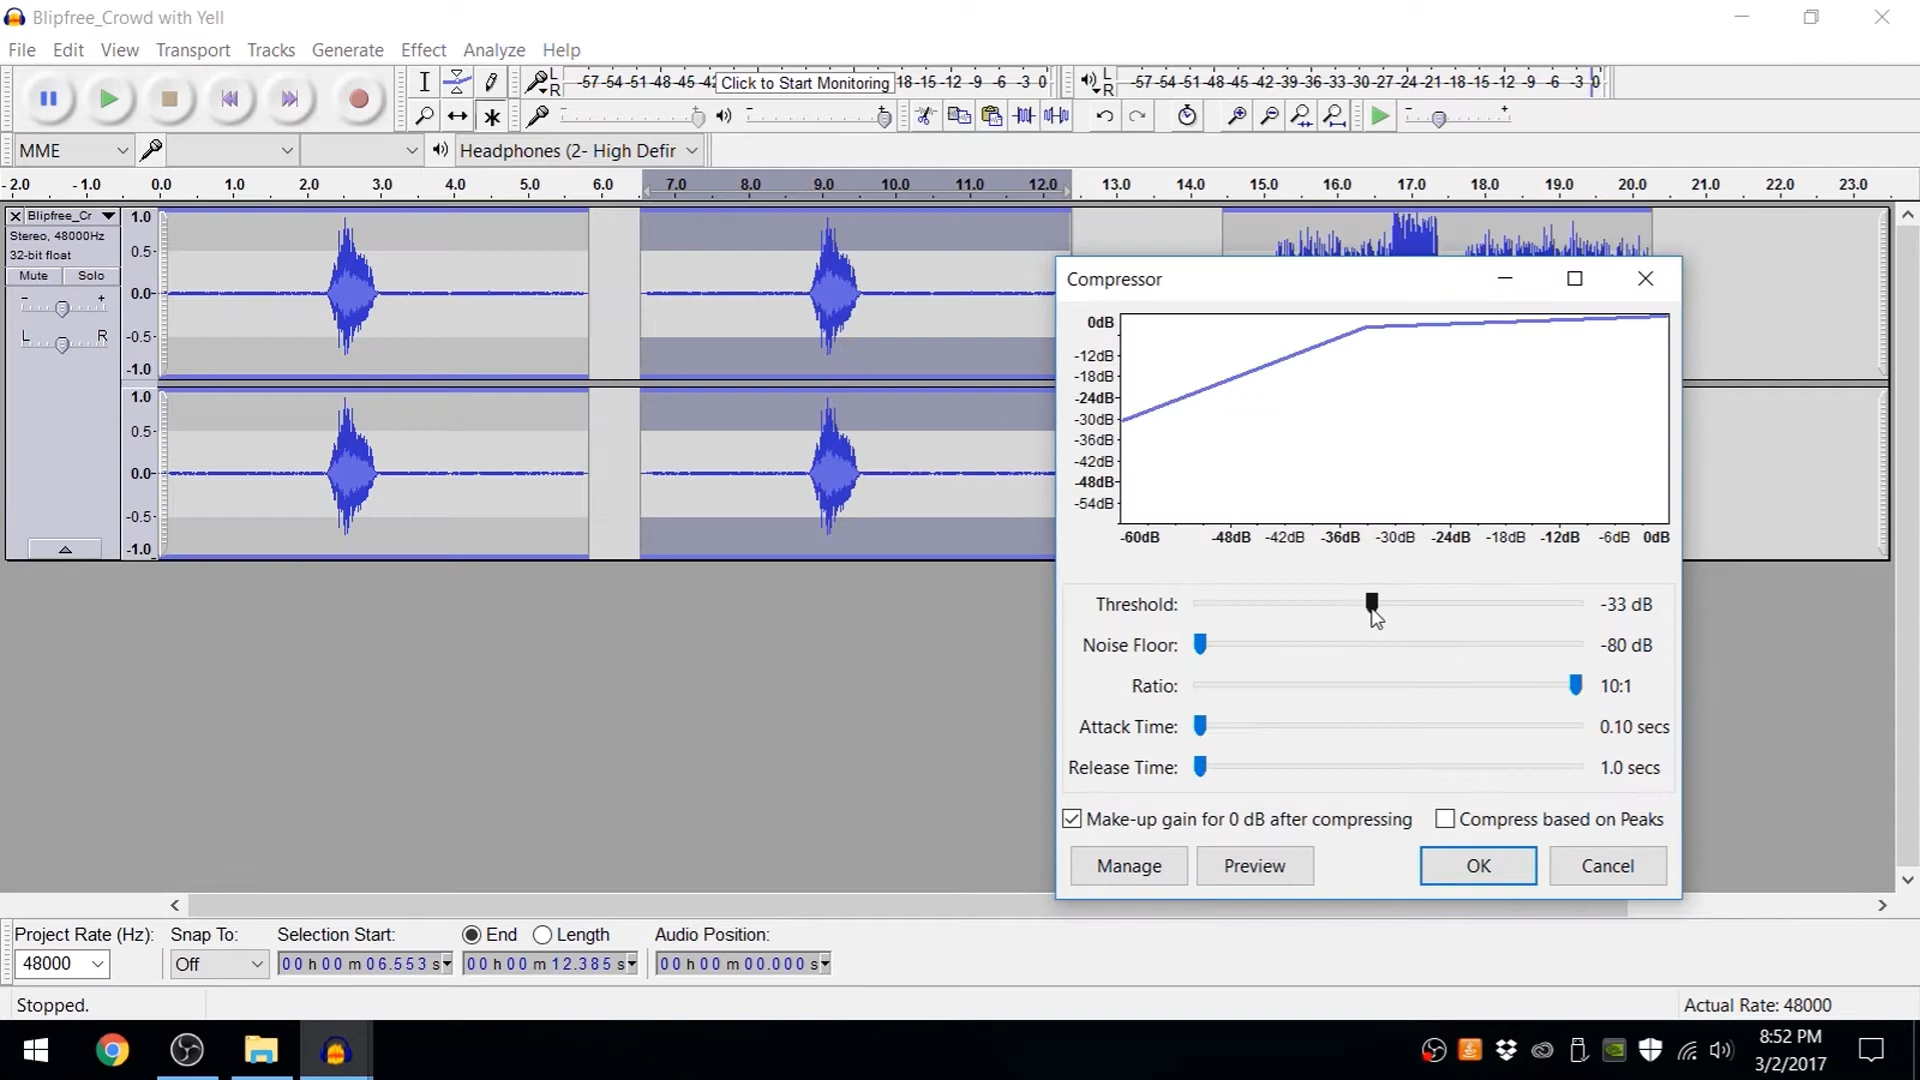 Blipfree_Crowd with Yell
File Edit View Transport Tracks Generate Effect Analyze Help
L R -57-54-51-48-45-42 Click to Start Monitoring 18-15-12 -9 -6 -3 0
L R -57-54-51-48-45-42-39-36-33-30-27-24-21-18-15-12 -9 -6 -3 0
MME
Headphones (2- High Defir
-2.0 -1.0 0.0 1.0 2.0 3.0 4.0 5.0 6.0 7.0 8.0 9.0 10.0 11.0 12.0 13.0 14.0 15.0 16.0 17.0 18.0 19.0 20.0 21.0 22.0 23.0
Blipfree_Cr
Stereo, 48000Hz
32-bit float
Mute Solo
- +
L R
1.0
0.5-
0.0-
-0.5-
-1.0
1.0
0.5-
0.0-
-0.5-
-1.0
Compressor
0dB
-12dB
-18dB
-24dB
-30dB
-36dB
-42dB
-48dB
-54dB
-60dB -48dB -42dB -36dB -30dB -24dB -18dB -12dB -6dB 0dB
Threshold: -33 dB
Noise Floor: -80 dB
Ratio: 10:1
Attack Time: 0.10 secs
Release Time: 1.0 secs
Make-up gain for 0 dB after compressing Compress based on Peaks
Manage Preview OK Cancel
Project Rate (Hz): Snap To: Selection Start: End Length Audio Position:
48000 Off 00 h 00 m 06.553 s 00 h 00 m 12.385 s 00 h 00 m 00.000 s
Stopped.
Actual Rate: 48000
8:52 PM
3/2/2017